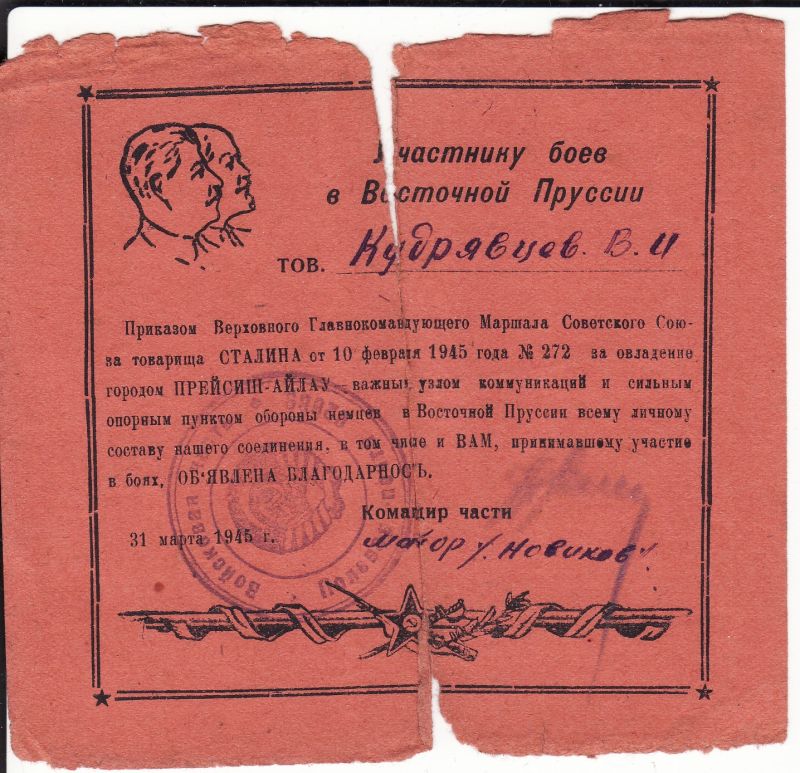 Участнику боев
в Восточной Пруссии
тов. Кудрявцев. В. И
Приказом Верховного Главнокомандующего Маршала Советского Сою-
за товарища СТАЛИНА от 10 февраля 1945 года № 272 за овладение
городом ПРЕЙСИШ-АЙЛАУ—важным узлом коммуникаций и сильным
опорным пунктом обороны немцев в Восточной Пруссии всему личному
составу нашего соединения, в том числе и ВАМ, принимавшему участие
в боях, ОБ'ЯВЛЕНА БЛАГОДАРНОСЪ.
Командир части
31 марта 1945 г.
майор Новиков
Войсковая